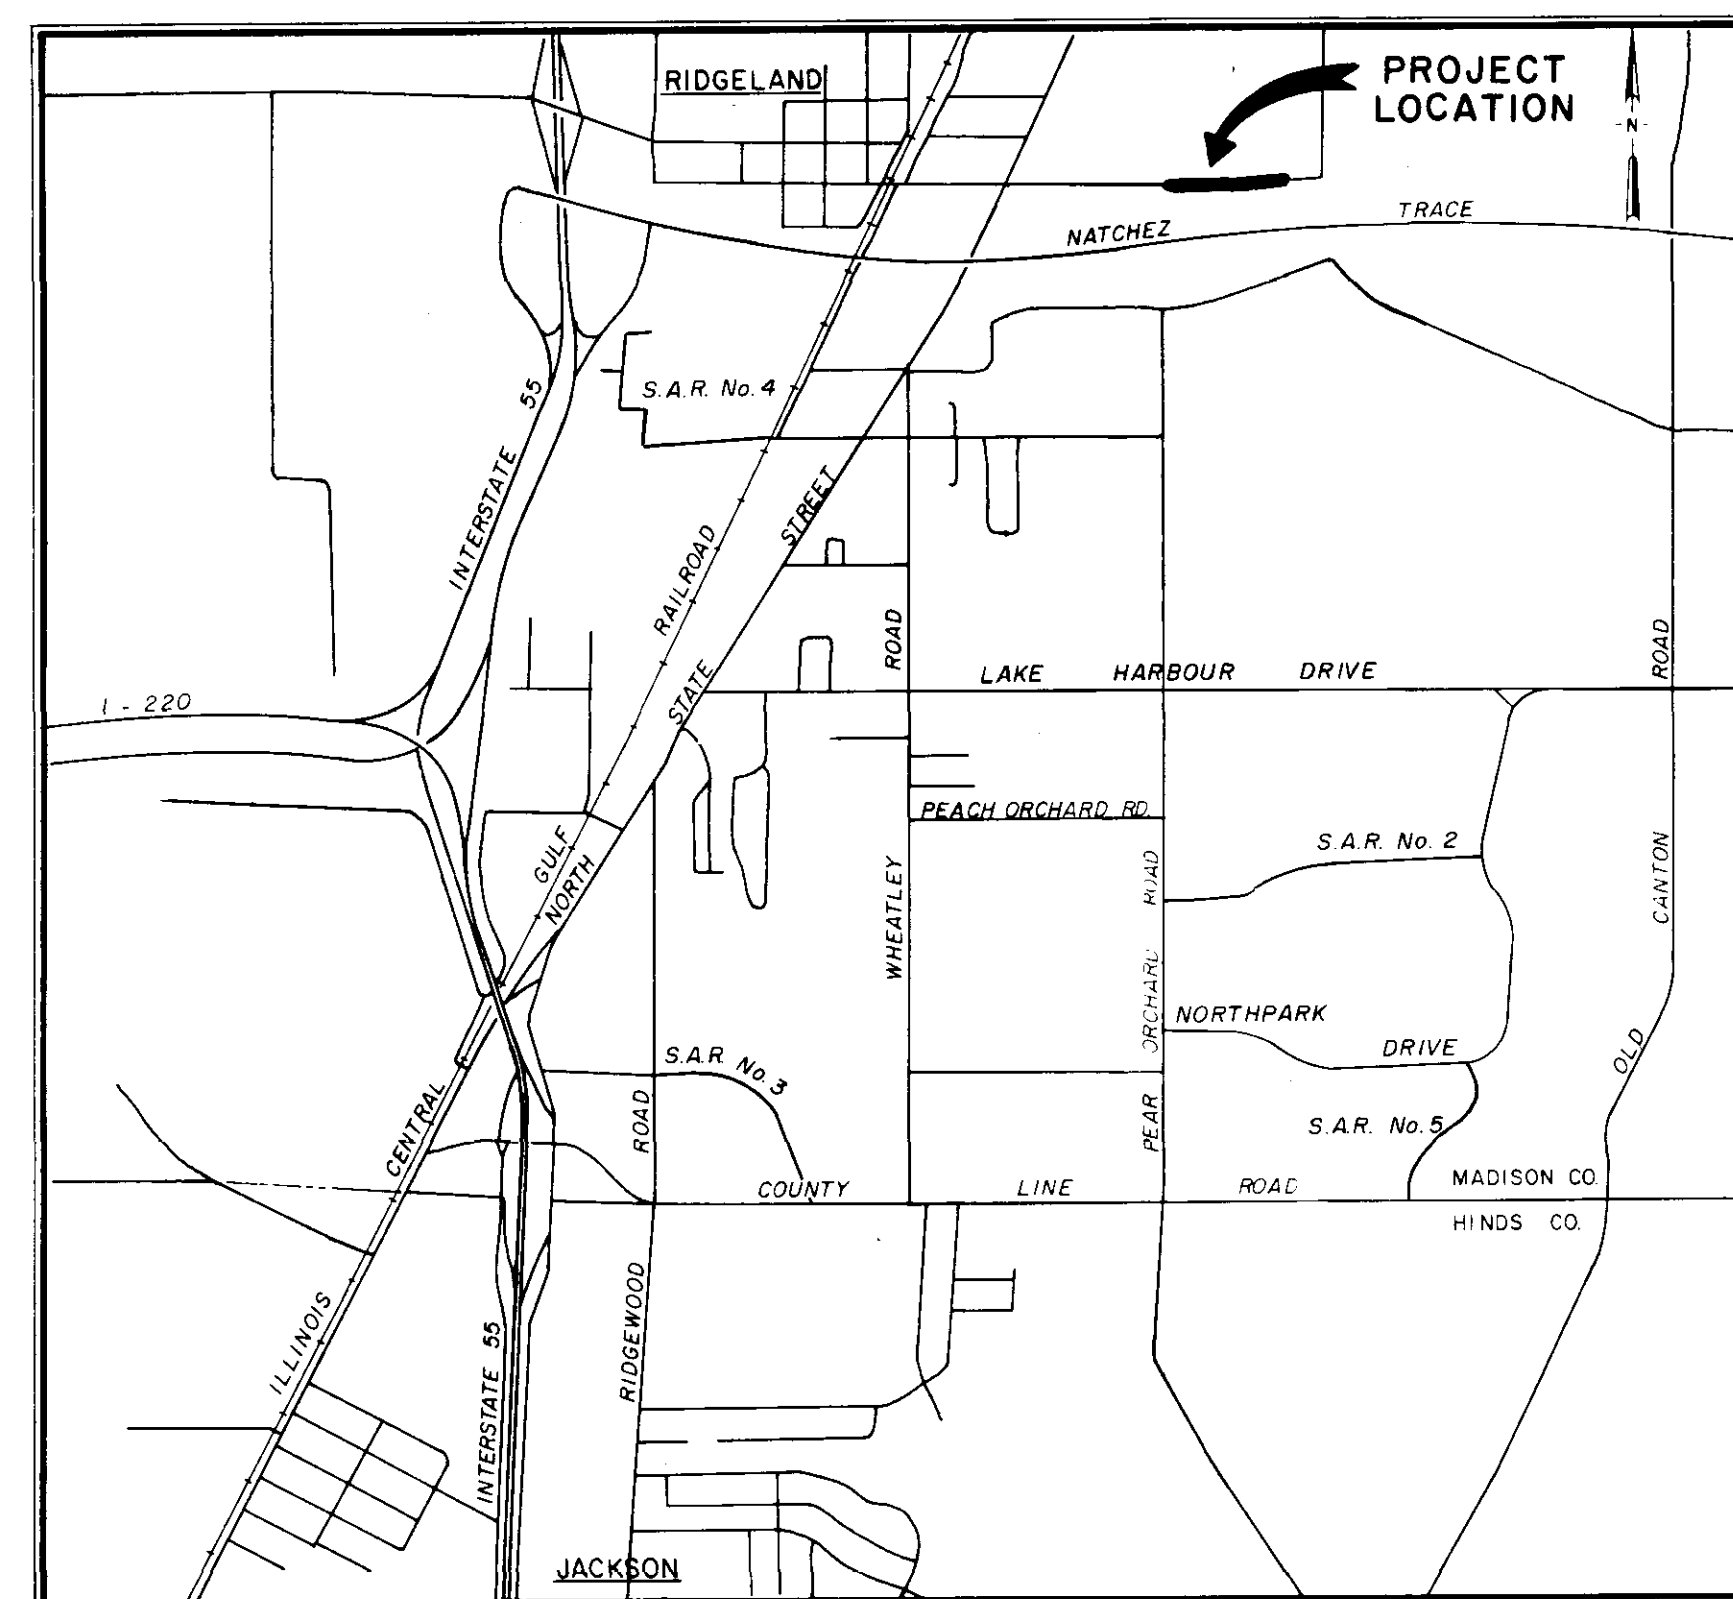 RIDGELAND
PROJECT
LOCATION
N
NATCHEZ TRACE
S.A.R. No. 4
INTERSTATE 55
RAILROAD
STREET
ROAD
ROAD
LAKE HARBOUR DRIVE
STATE
I - 220
PEACH ORCHARD RD.
S.A.R. No. 2
GULF
NORTH
WHEATLEY
ROAD
CANTON
ORCHARD
NORTHPARK
DRIVE
OLD
S.A.R. No. 3
ROAD
CENTRAL
PEAR
S.A.R. No. 5
COUNTY LINE ROAD
MADISON CO.
HINDS CO.
ILLINOIS
RIDGEWOOD
INTERSTATE 55
JACKSON